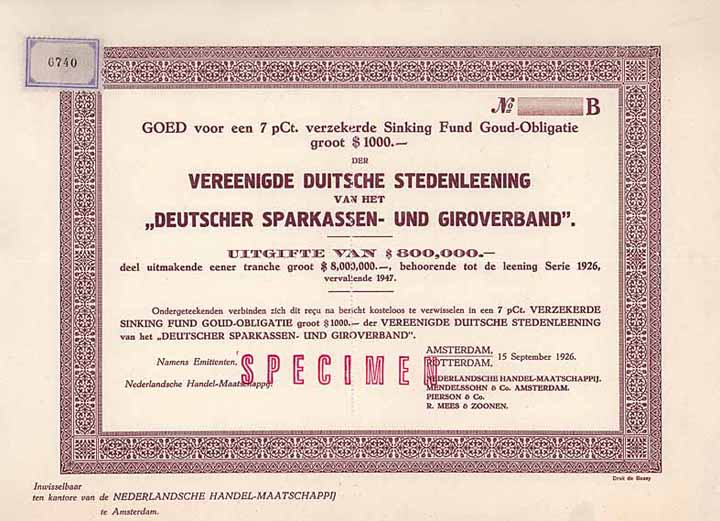 6740
№ B
GOED voor een 7 pCt. verzekerde Sinking Fund Goud-Obligatie
groot $ 1000.—
DER
VEREENIGDE DUITSCHE STEDENLEENING
VAN HET
„DEUTSCHER SPARKASSEN- UND GIROVERBAND".
UITGIFTE VAN $ 800,000.—
deel uitmakende eener tranche groot $ 8,000,000.—, behoorende tot de leening Serie 1926,
vervallende 1947.
Ondergeteekenden verbinden zich dit reçu na bericht kosteloos te verwisselen in een 7 pCt. VERZEKERDE
SINKING FUND GOUD-OBLIGATIE groot $ 1000.— der VEREENIGDE DUITSCHE STEDENLEENING
van het „DEUTSCHER SPARKASSEN- UND GIROVERBAND".
AMSTERDAM,
ROTTERDAM, 15 September 1926.
Namens Emittenten,
SPECIMEN
Nederlandsche Handel-Maatschappij.
NEDERLANDSCHE HANDEL-MAATSCHAPPIJ.
MENDELSSOHN & Co. AMSTERDAM.
PIERSON & Co.
R. MEES & ZOONEN.
Druk de Bussy
Inwisselbaar
ten kantore van de NEDERLANDSCHE HANDEL-MAATSCHAPPIJ
te Amsterdam.